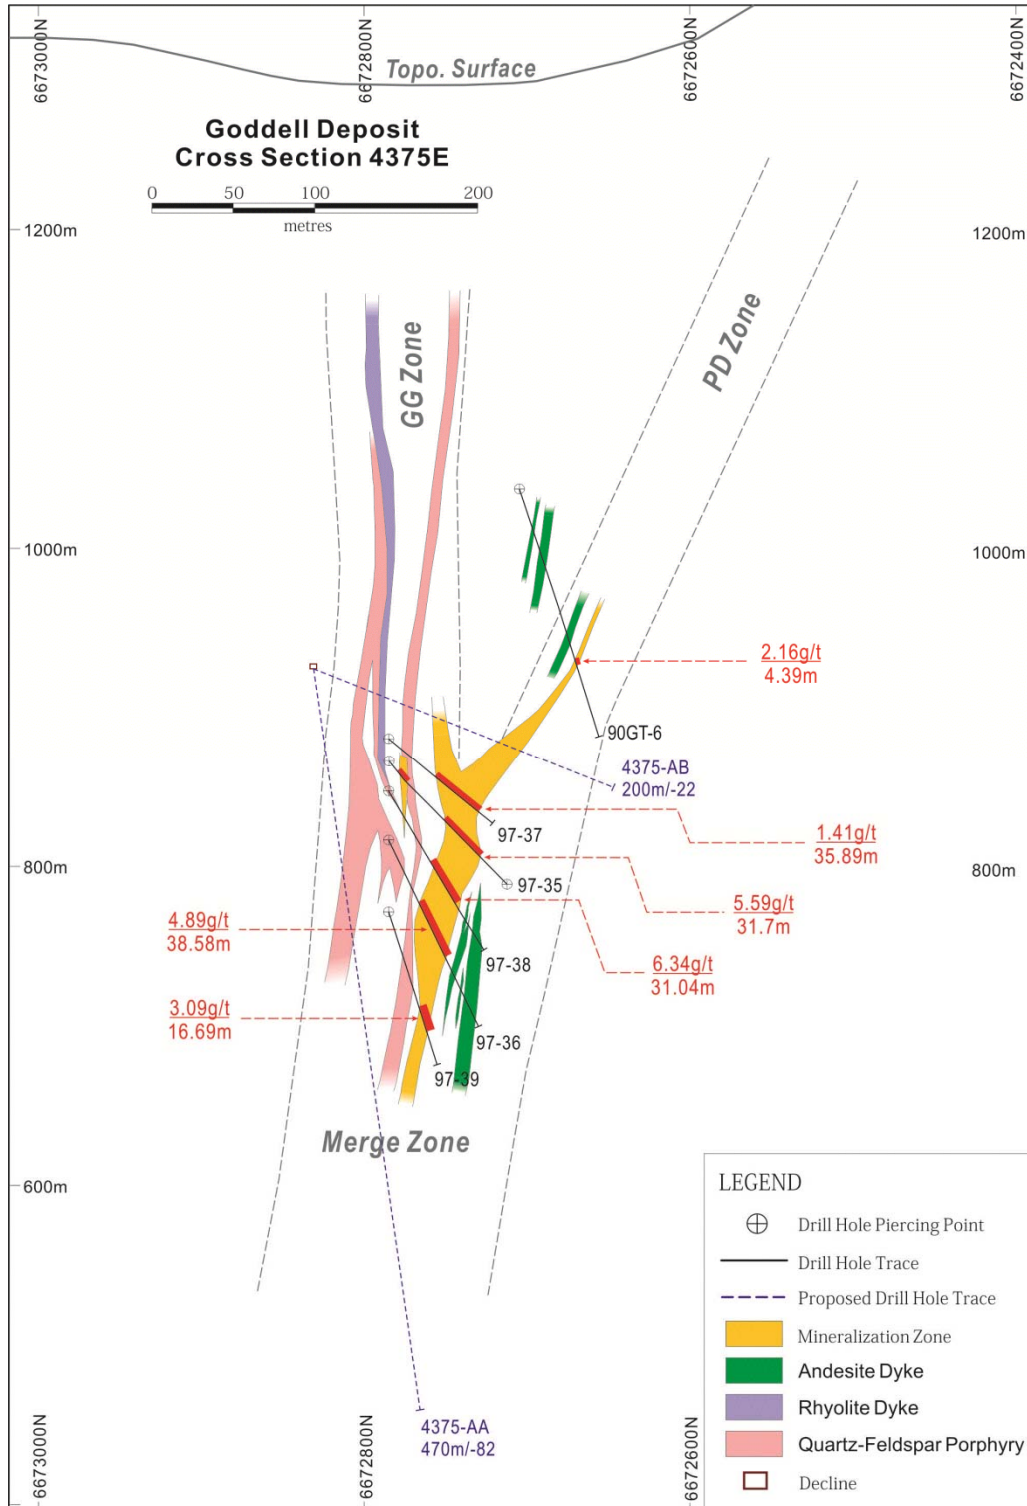 6673000N
6672800N
6672600N
6672400N
Topo. Surface
Goddell Deposit
Cross Section 4375E
0 50 100 200
metres
1200m
1200m
GG Zone
PD Zone
1000m
1000m
2.16g/t
4.39m
90GT-6
4375-AB
200m/-22
97-37
1.41g/t
35.89m
800m
800m
97-35
5.59g/t
31.7m
4.89g/t
38.58m
97-38
6.34g/t
31.04m
3.09g/t
16.69m
97-36
97-39
Merge Zone
600m
LEGEND
Drill Hole Piercing Point
Drill Hole Trace
Proposed Drill Hole Trace
Mineralization Zone
Andesite Dyke
Rhyolite Dyke
Quartz-Feldspar Porphyry
Decline
4375-AA
470m/-82
6673000N
6672800N
6672600N
6672400N